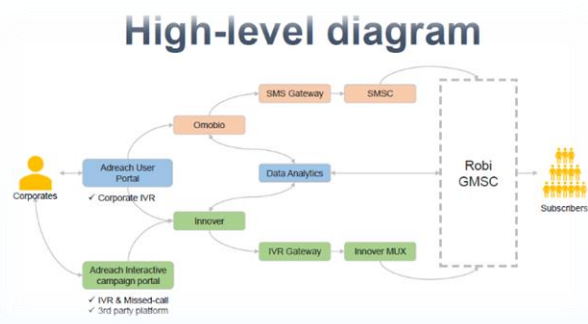 High-level diagram
SMS Gateway
SMSC
Omobio
Adreach User
Portal
Data Analytics
Robi
GMSC
Corporates
Subscribers
✓ Corporate IVR
Innover
IVR Gateway
Innover MUX
Adreach Interactive
campaign portal
✓ IVR & Missed-call
✓ 3rd party platform